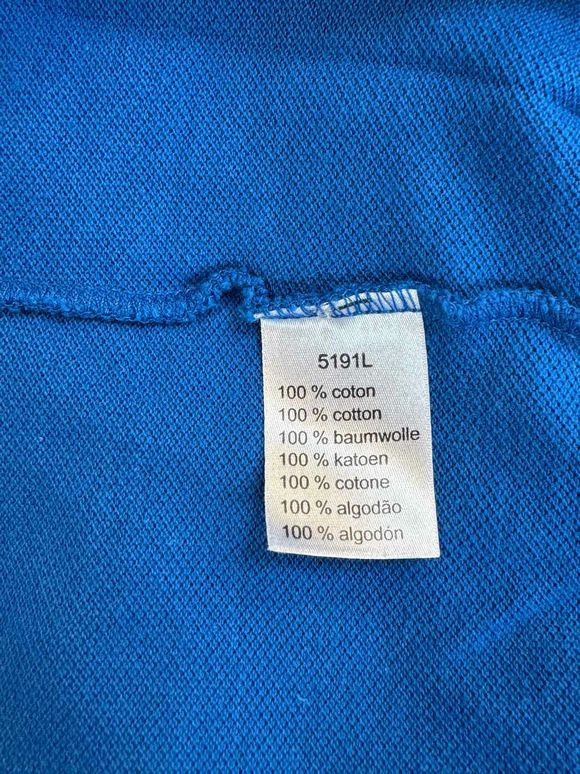 5191L
100 % coton
100 % cotton
100 % baumwolle
100 % katoen
100 % cotone
100 % algodão
100 % algodón